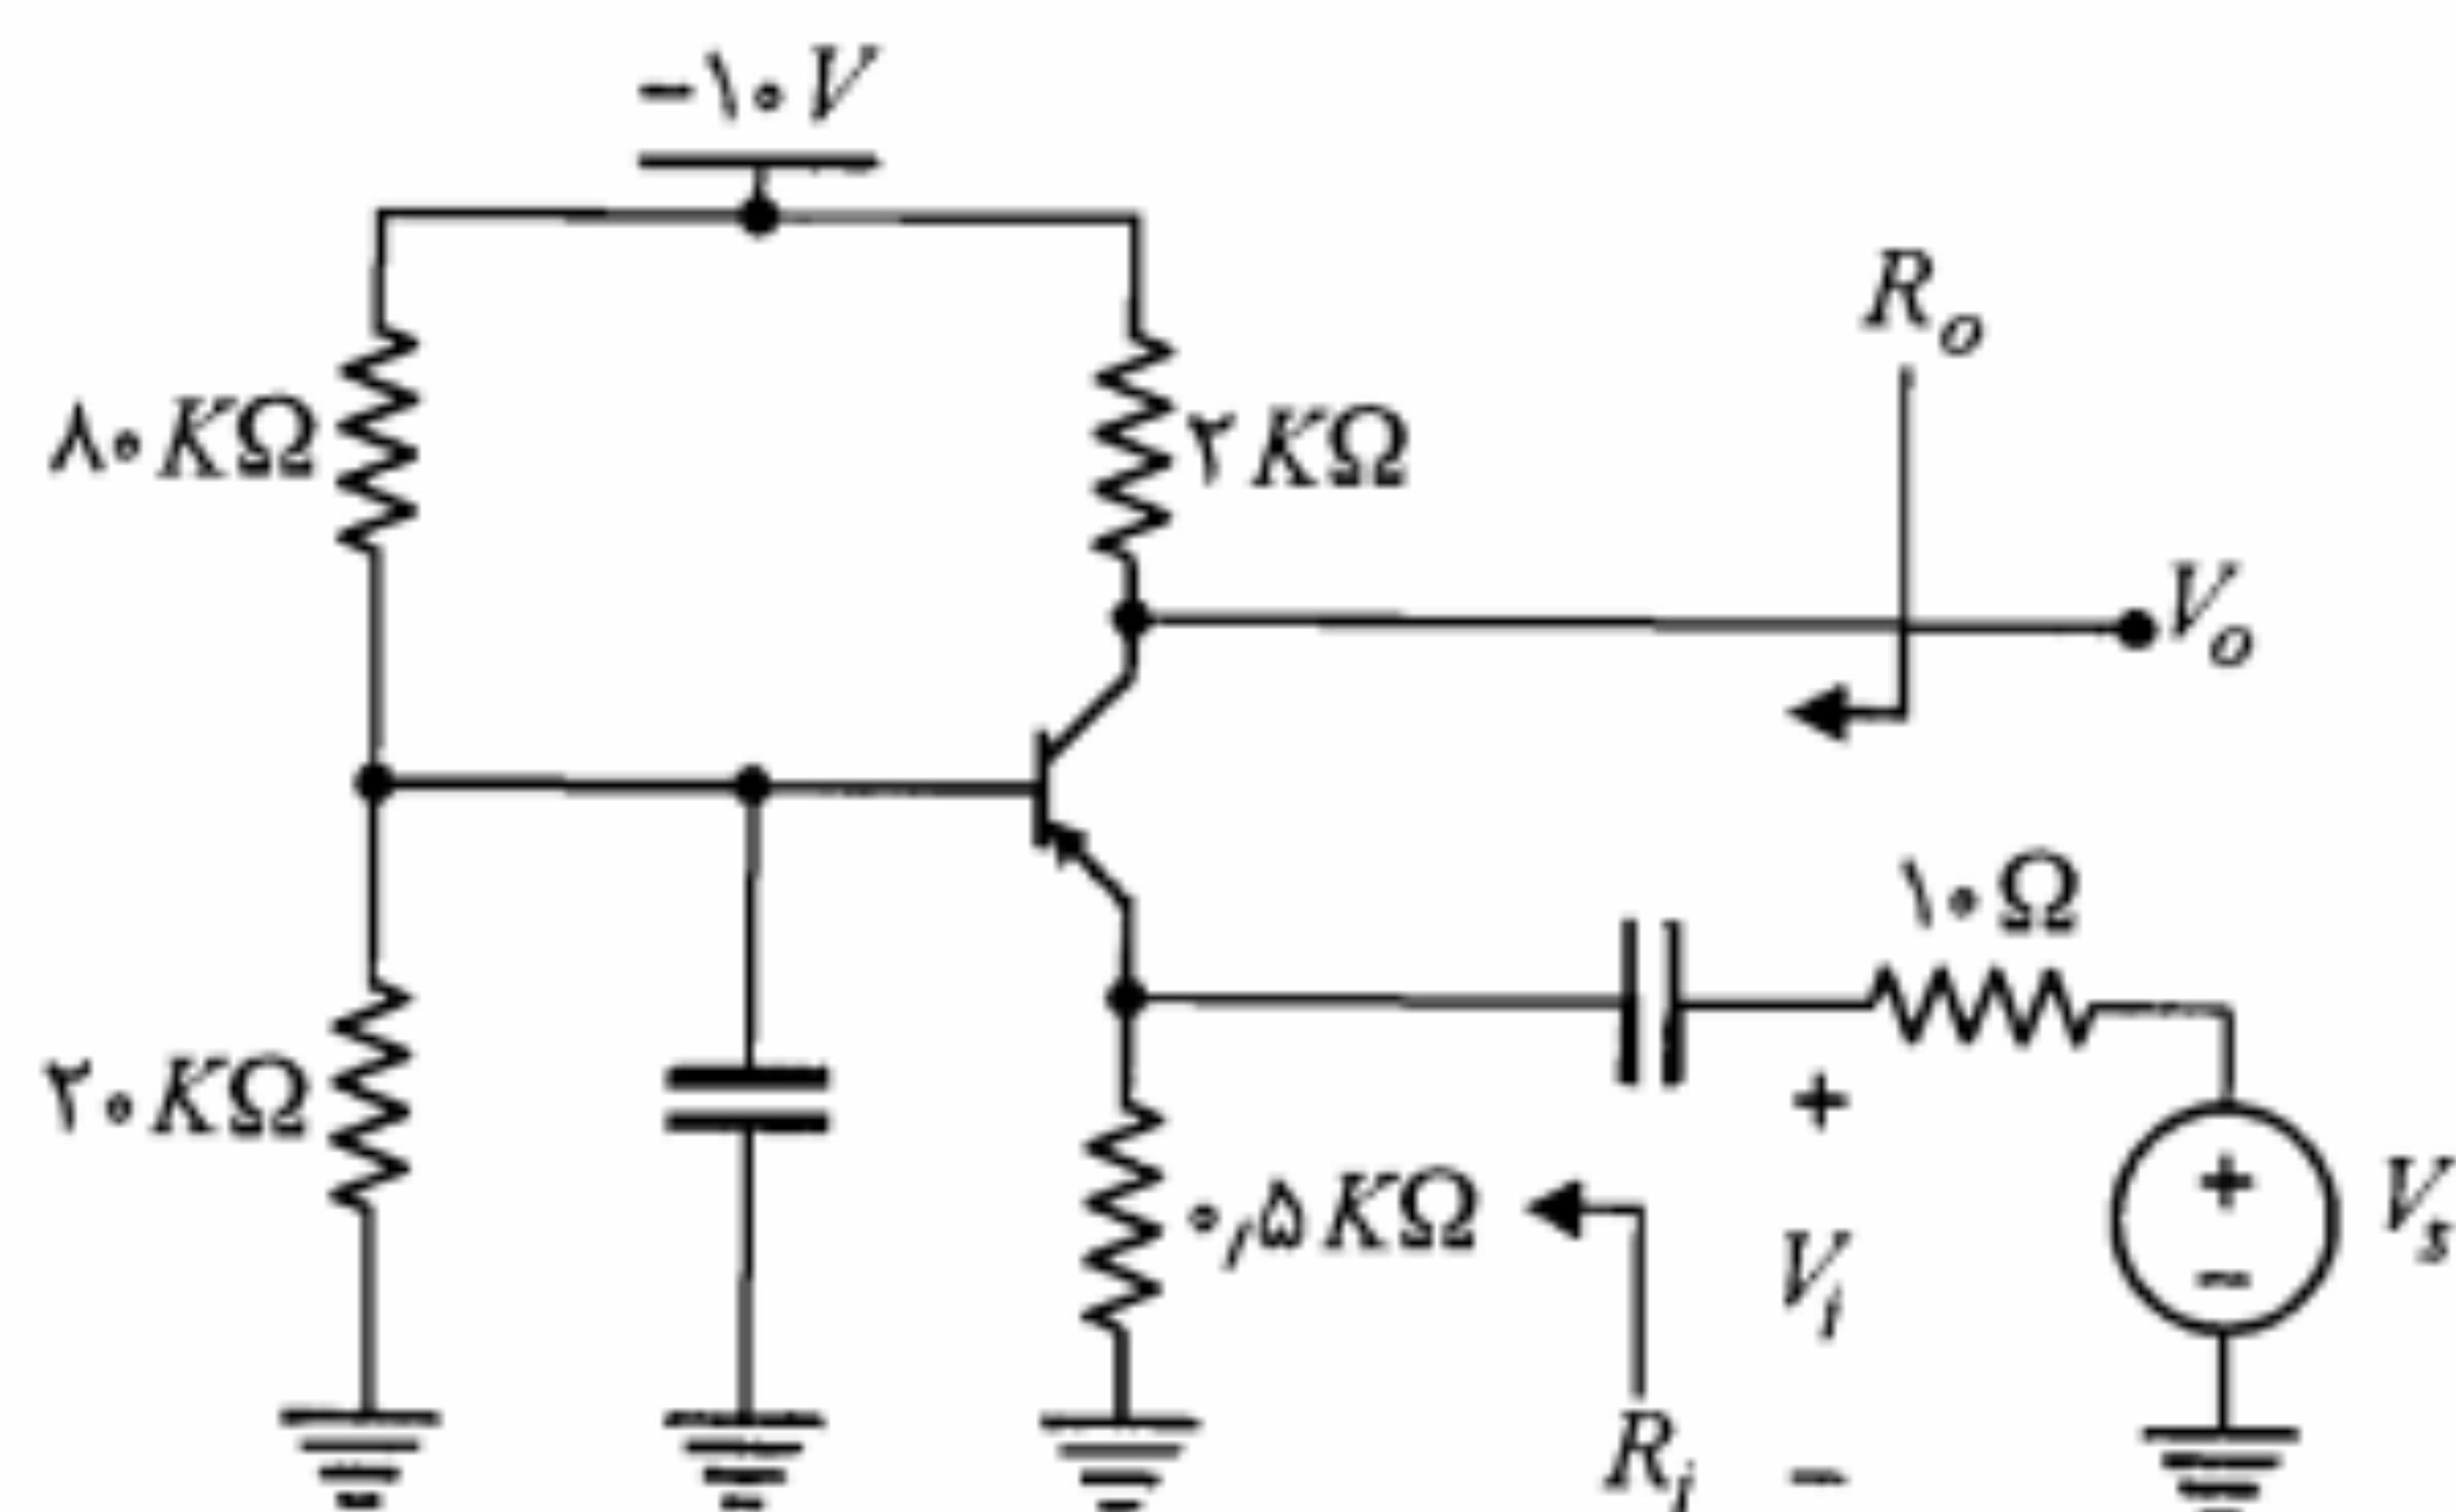 -۱۰V
۸۰KΩ
۲KΩ
R_o
V_o
۱۰Ω
۲۰KΩ
۰٫۵KΩ
+
V_i
-
R_i
+
-
V_s